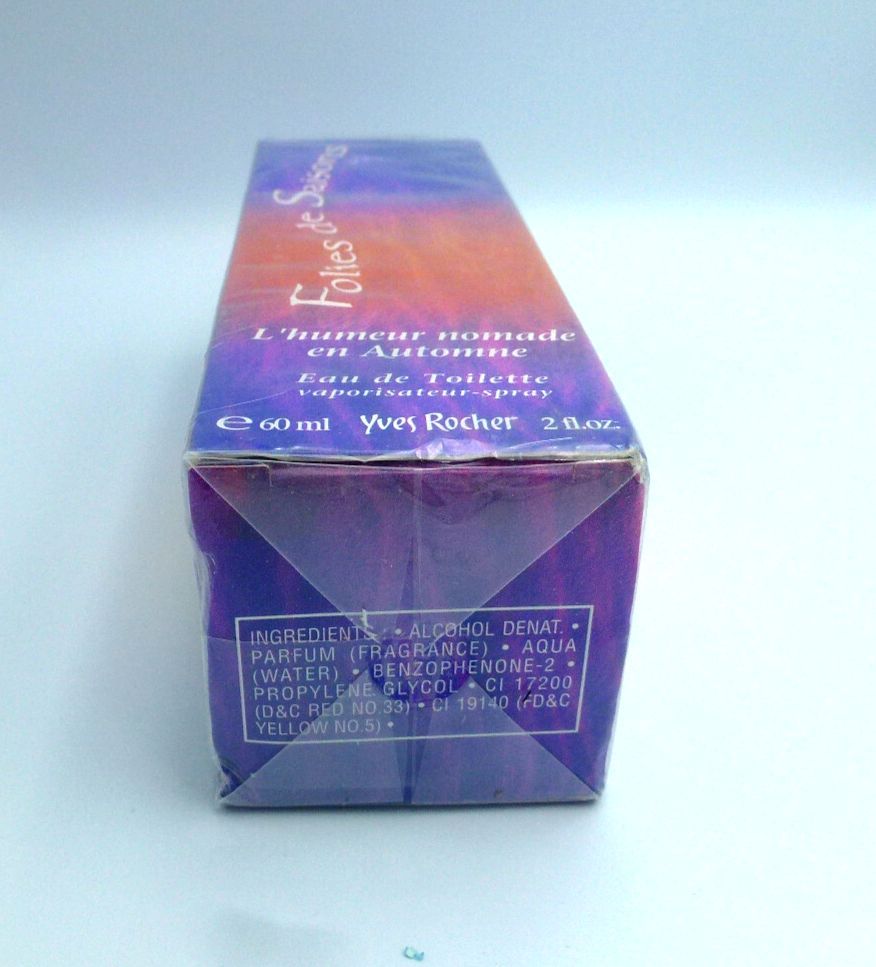 Folies de Saisons
L'humeur nomade
en Automne
Eau de Toilette
vaporisateur-spray
℮ 60 ml Yves Rocher 2 fl.oz.
INGREDIENTS : • ALCOHOL DENAT. •
PARFUM (FRAGRANCE) • AQUA
(WATER) • BENZOPHENONE-2 •
PROPYLENE GLYCOL • CI 17200
(D&C RED NO.33) • CI 19140 (FD&C
YELLOW NO.5) •